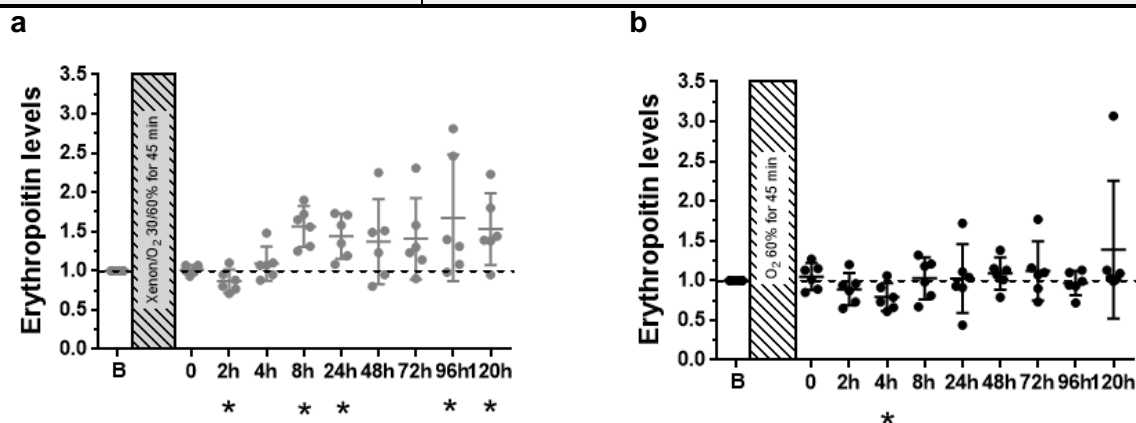 a
Erythropoitin levels
3.5
3.0
2.5
2.0
1.5
1.0
0.5
0.0
Xenon/O2 30/60% for 45 min
B 0 2h 4h 8h 24h 48h 72h 96h 120h
* * * * *
b
Erythropoitin levels
3.5
3.0
2.5
2.0
1.5
1.0
0.5
0.0
O2 60% for 45 min
B 0 2h 4h 8h 24h 48h 72h 96h 120h
*